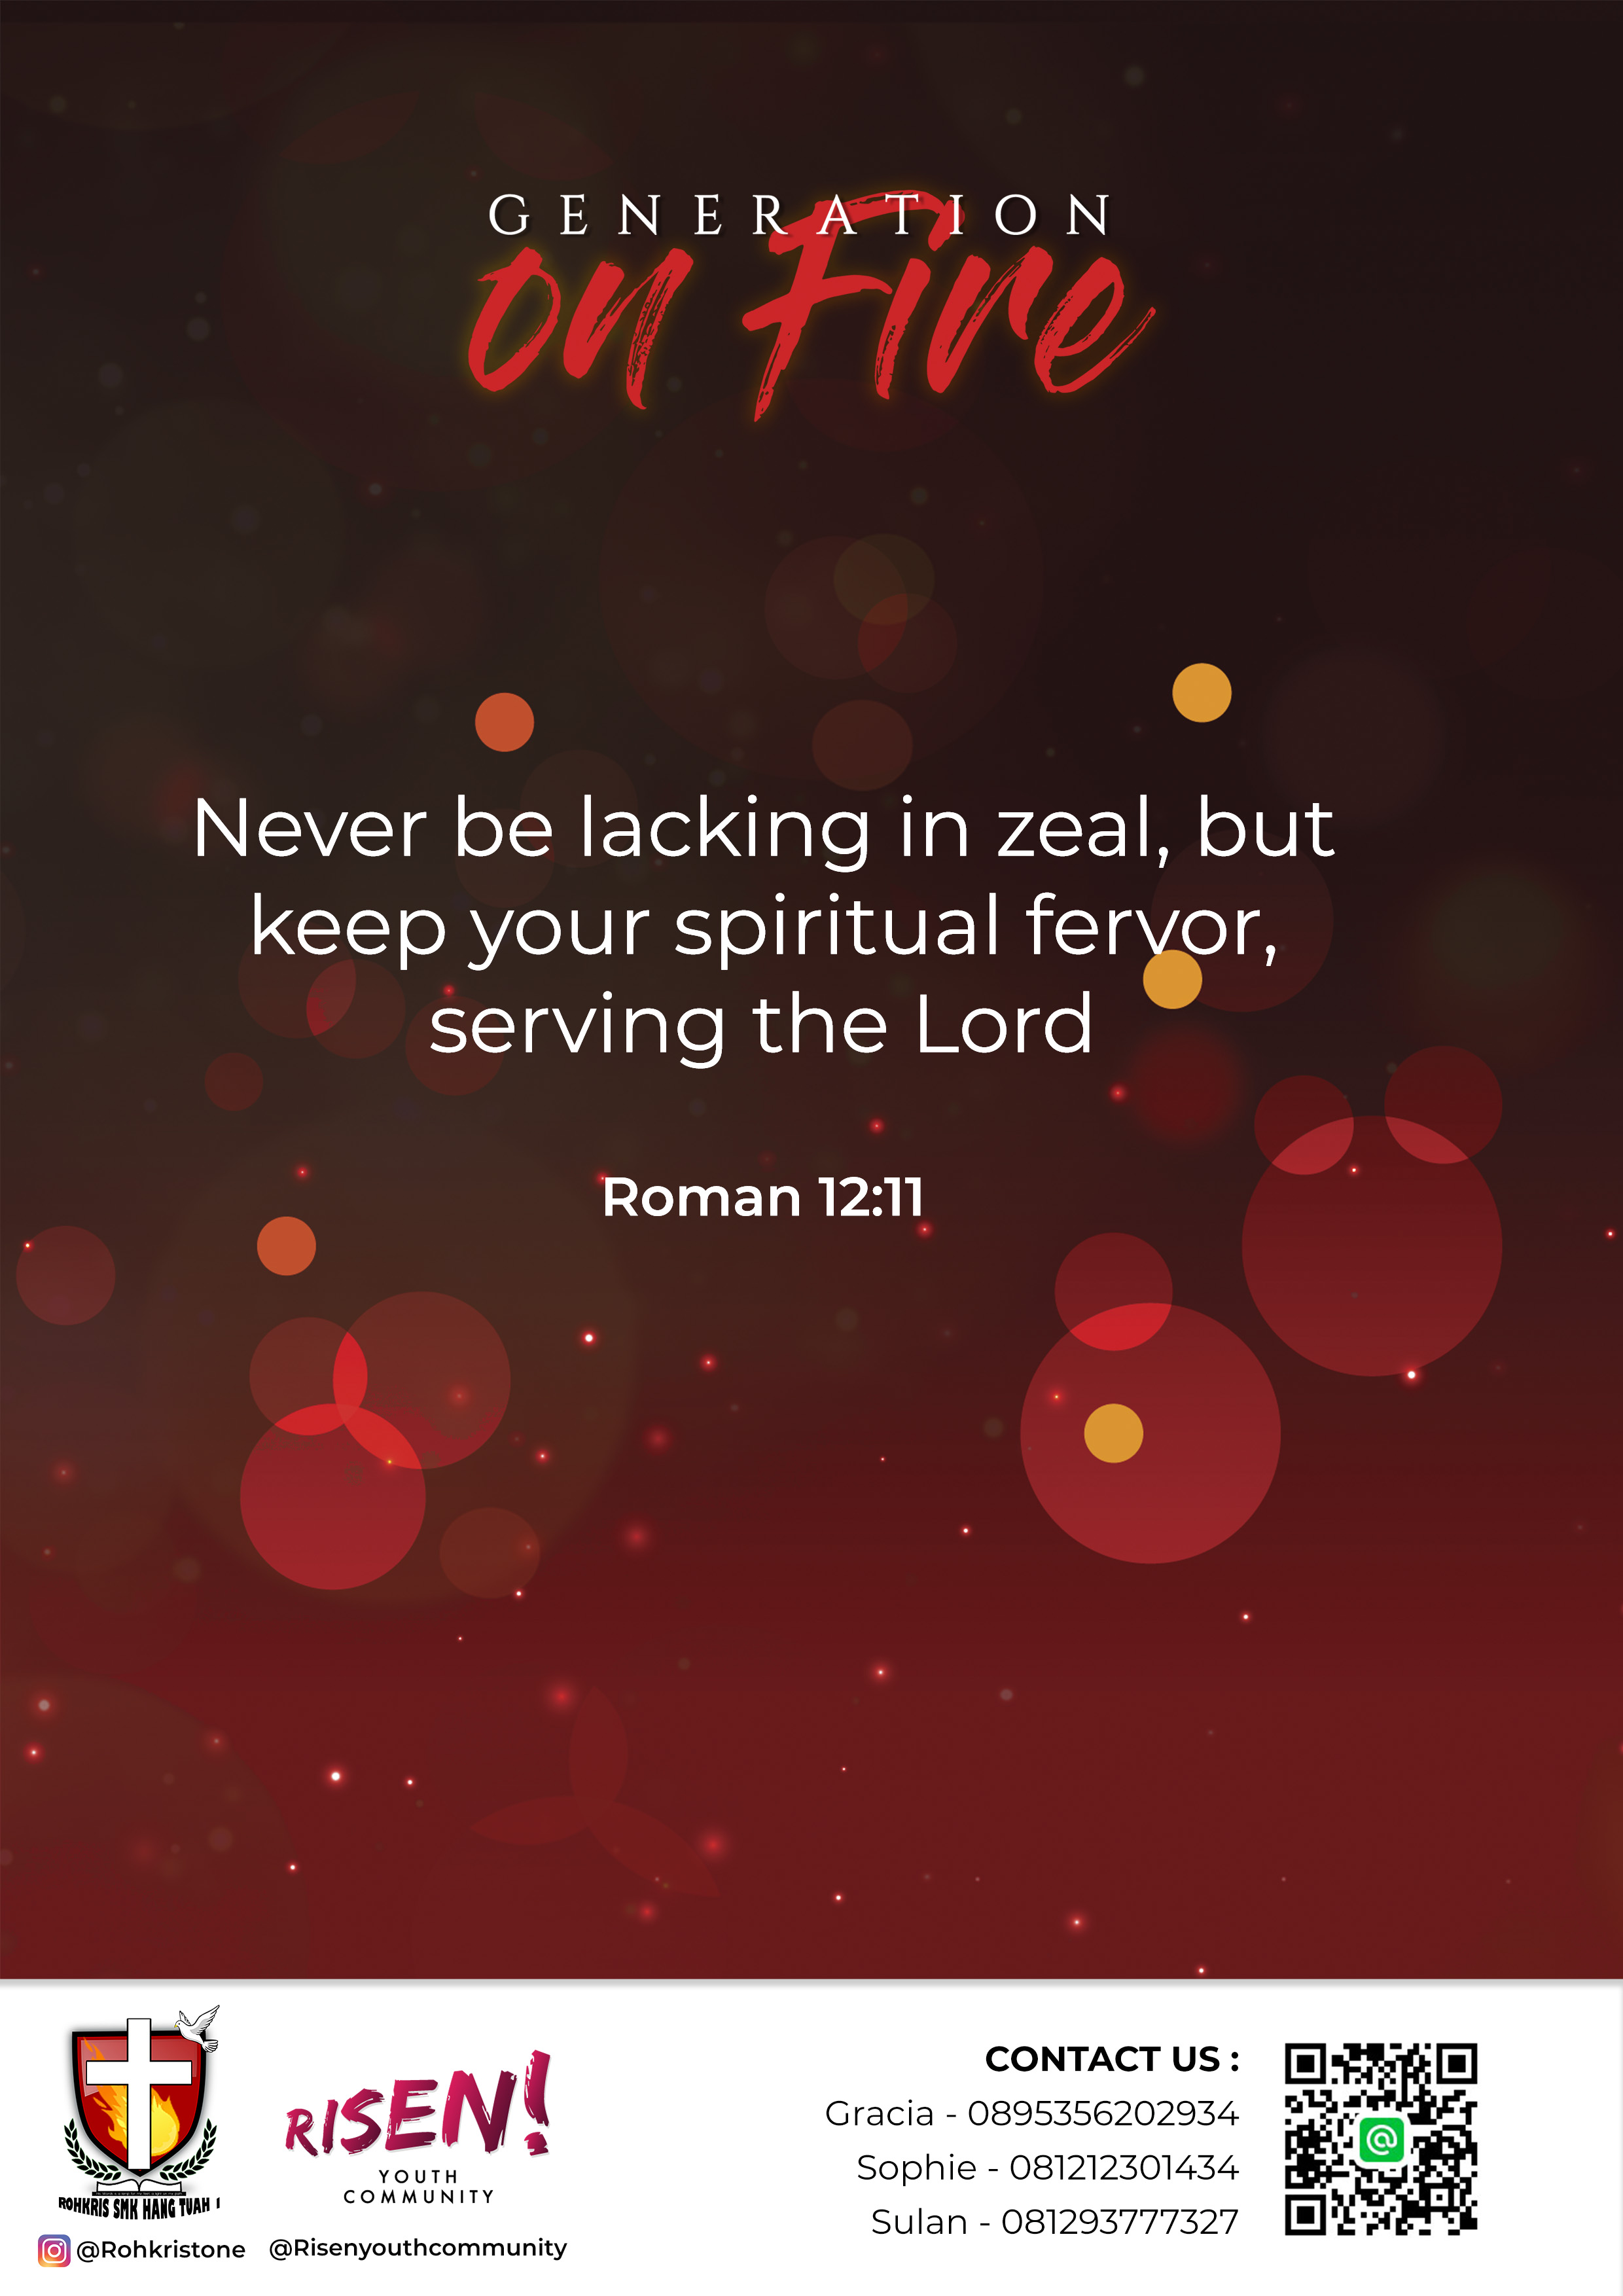 GENERATION
on Fire
Never be lacking in zeal, but
keep your spiritual fervor,
serving the Lord
Roman 12:11
ROHKRIS SMK HANG TUAH 1
@Rohkristone
RISEN!
YOUTH
COMMUNITY
@Risenyouthcommunity
CONTACT US :
Gracia - 0895356202934
Sophie - 081212301434
Sulan - 081293777327
@